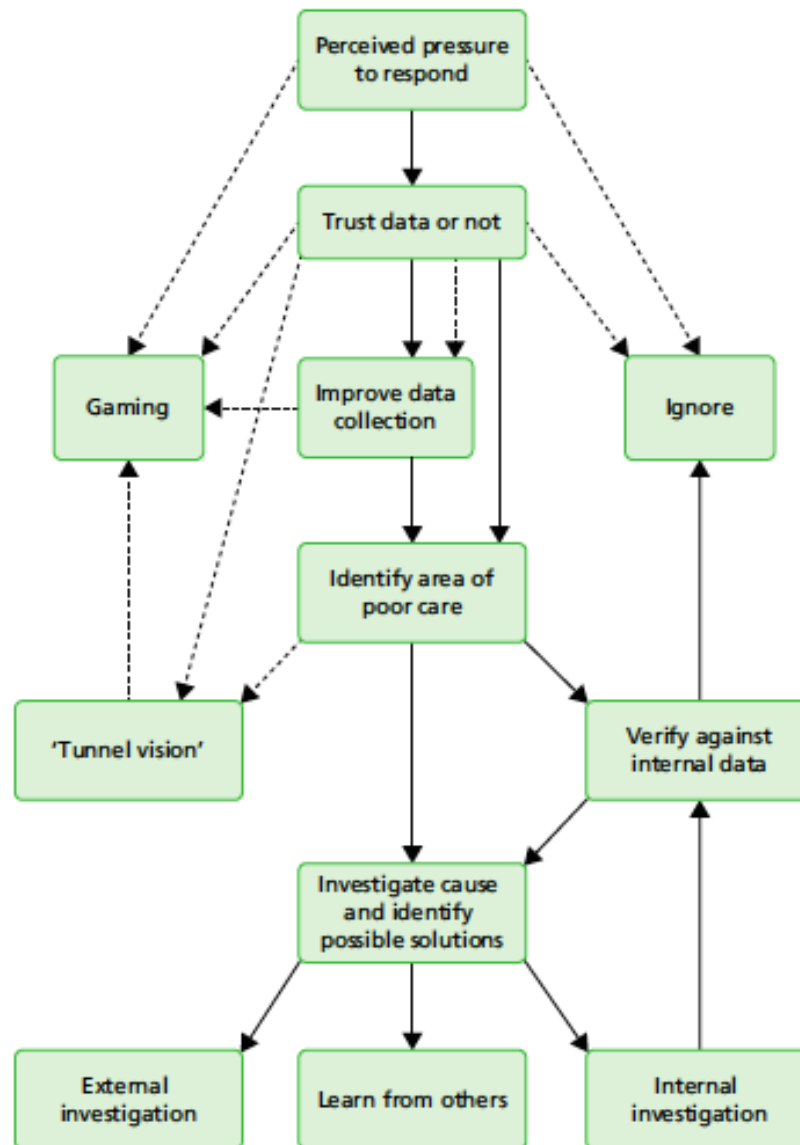 Perceived pressure
to respond
Trust data or not
Gaming
Improve data
collection
Ignore
Identify area of
poor care
‘Tunnel vision’
Verify against
internal data
Investigate cause
and identify
possible solutions
External
investigation
Learn from others
Internal
investigation